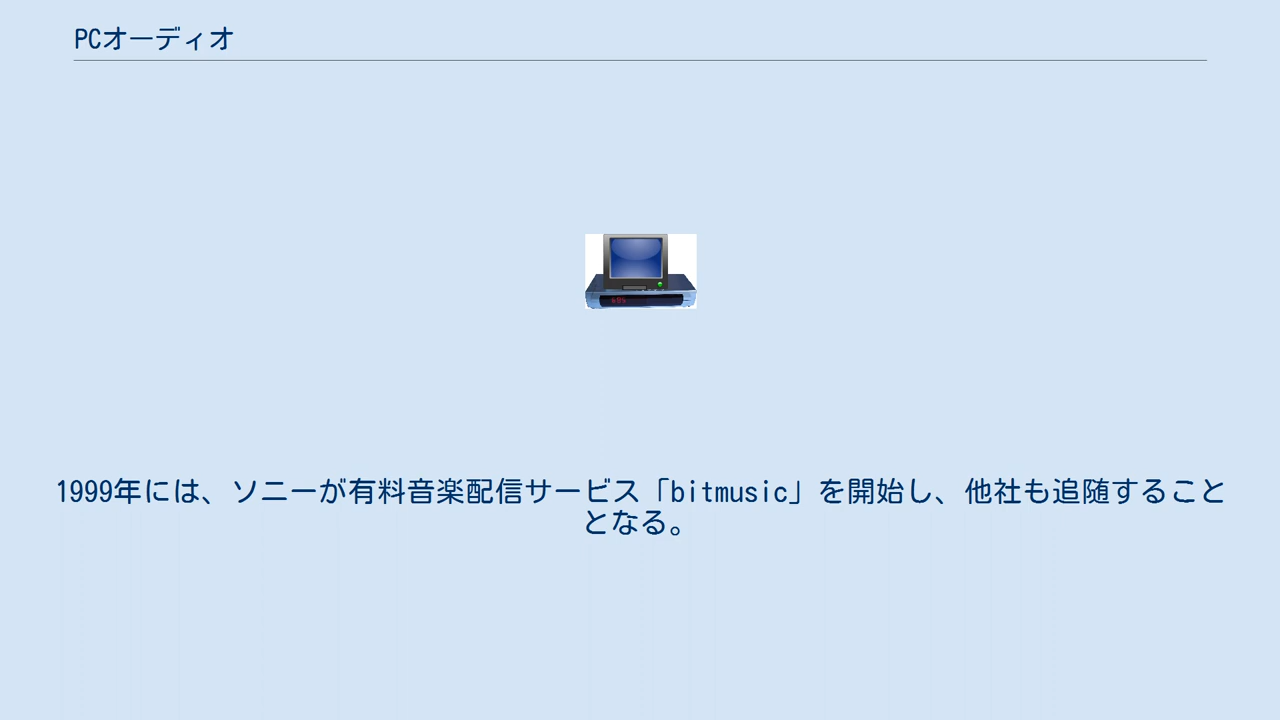 PCオーディオ
1999年には、ソニーが有料音楽配信サービス「bitmusic」を開始し、他社も追随すること
となる。